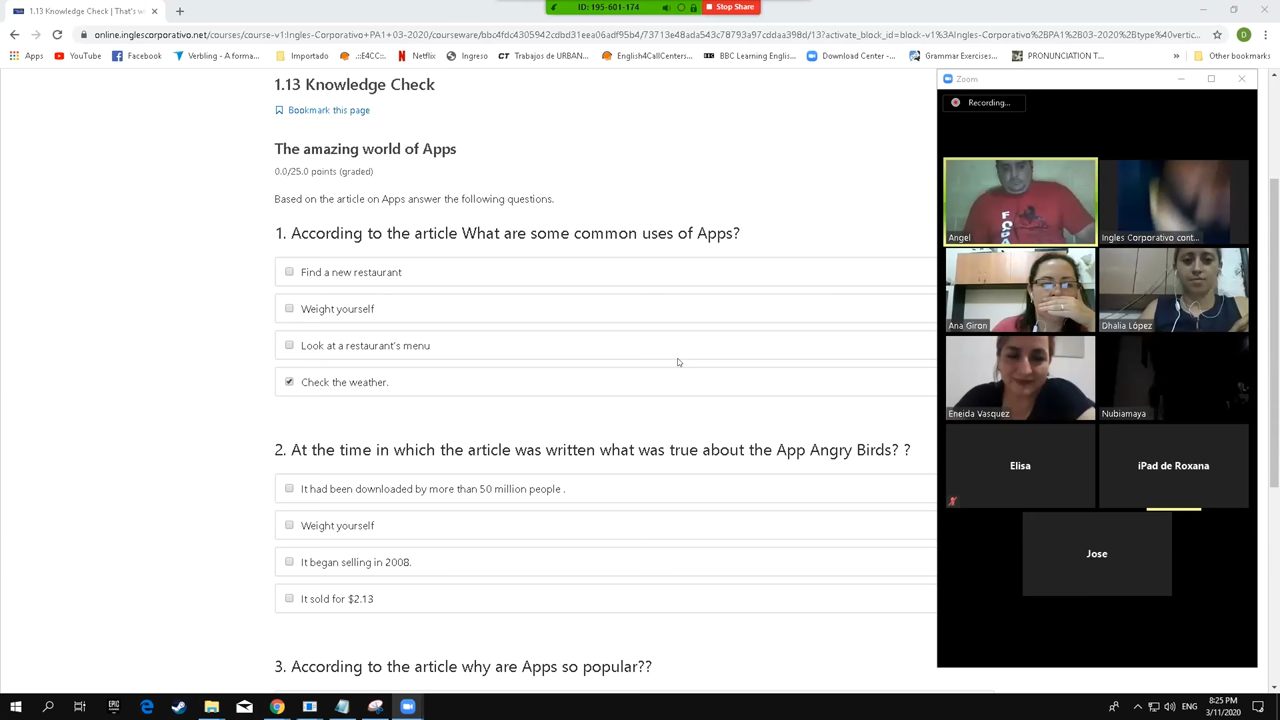 1.13 Knowledge Check | That's w
ID: 195-601-174
Stop Share
online.inglescorporativo.net/courses/course-v1:Ingles-Corporativo+PA1+03-2020/courseware/bbc4fdc4305942cdbd31eea06adf95b4/73713e48ada543c78793a97cddaa398d/13?activate_block_id=block-v1%3AIngles-Corporativo%2BPA1%2B03-2020%2Btype%40vertic...
D
Apps
YouTube
Facebook
Verbling - A forma...
Importado
.::E4CC::.
Netflix
Ingreso
CT Trabajos de URBAN...
English4CallCenters...
BBC Learning Engli...
Download Center -...
Grammar Exercises...
PRONUNCIATION T...
»
Other bookmarks
1.13 Knowledge Check
Bookmark this page
The amazing world of Apps
0.0/25.0 points (graded)
Based on the article on Apps answer the following questions.
1. Acording to the article What are some common uses of Apps?
Find a new restaurant
Weight yourself
Look at a restaurant's menu
Check the weather.
2. At the time in which the article was written what was true about the App Angry Birds? ?
It had been downloaded by more than 50 million people .
Weight yourself
It began selling in 2008.
It sold for $2.13
3. According to the article why are Apps so popular??
Zoom
Recording...
Angel
Ingles Corporativo cont...
Ana Giron
Dhalia López
Eneida Vasquez
Nubiamaya
Elisa
iPad de Roxana
Jose
EPIC
GAMES
ENG
8:25 PM
3/11/2020